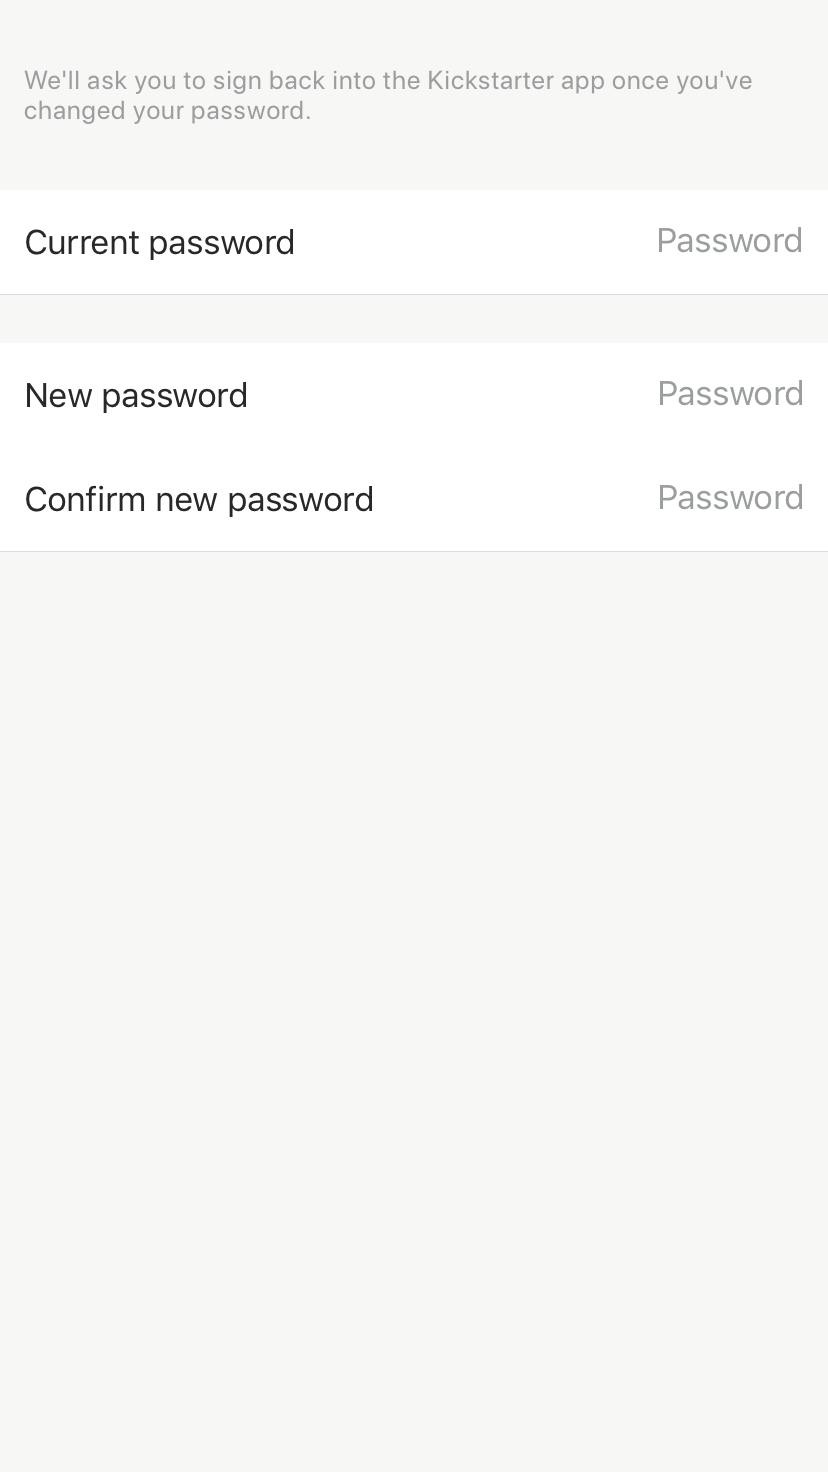 We'll ask you to sign back into the Kickstarter app once you've
changed your password.
Current password Password
New password Password
Confirm new password Password